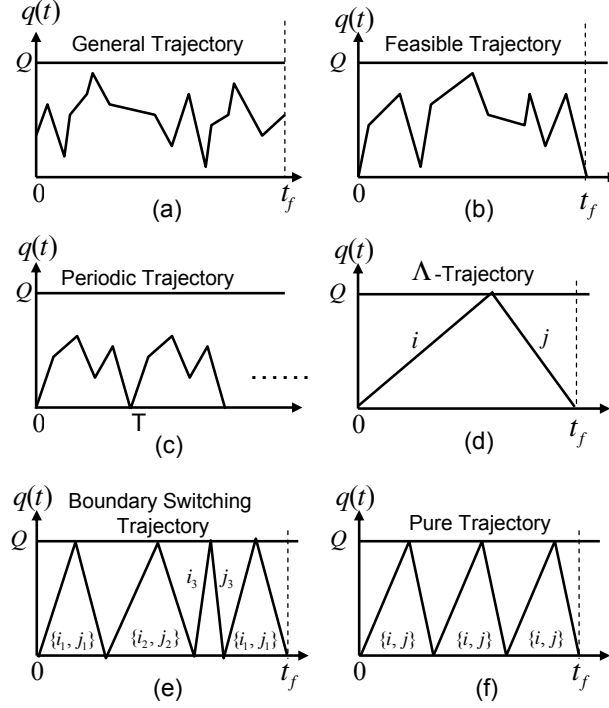 q(t)
General Trajectory
Q
0
t_f
(a)
q(t)
Feasible Trajectory
Q
0
t_f
(b)
q(t)
Periodic Trajectory
Q
......
0
T
(c)
q(t)
Λ-Trajectory
Q
i
j
0
t_f
(d)
q(t)
Boundary Switching
Trajectory
Q
i_3
j_3
{i_1, j_1}
{i_2, j_2}
{i_1, j_1}
0
t_f
(e)
q(t)
Pure Trajectory
Q
{i, j}
{i, j}
{i, j}
0
t_f
(f)